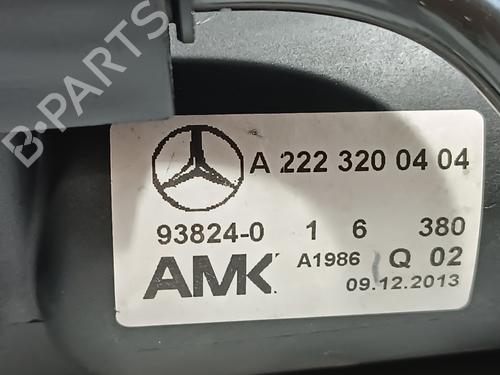 A 222 320 04 04
93824-0 1 6 380
AMK A1986 Q 02
09.12.2013
B-PARTS